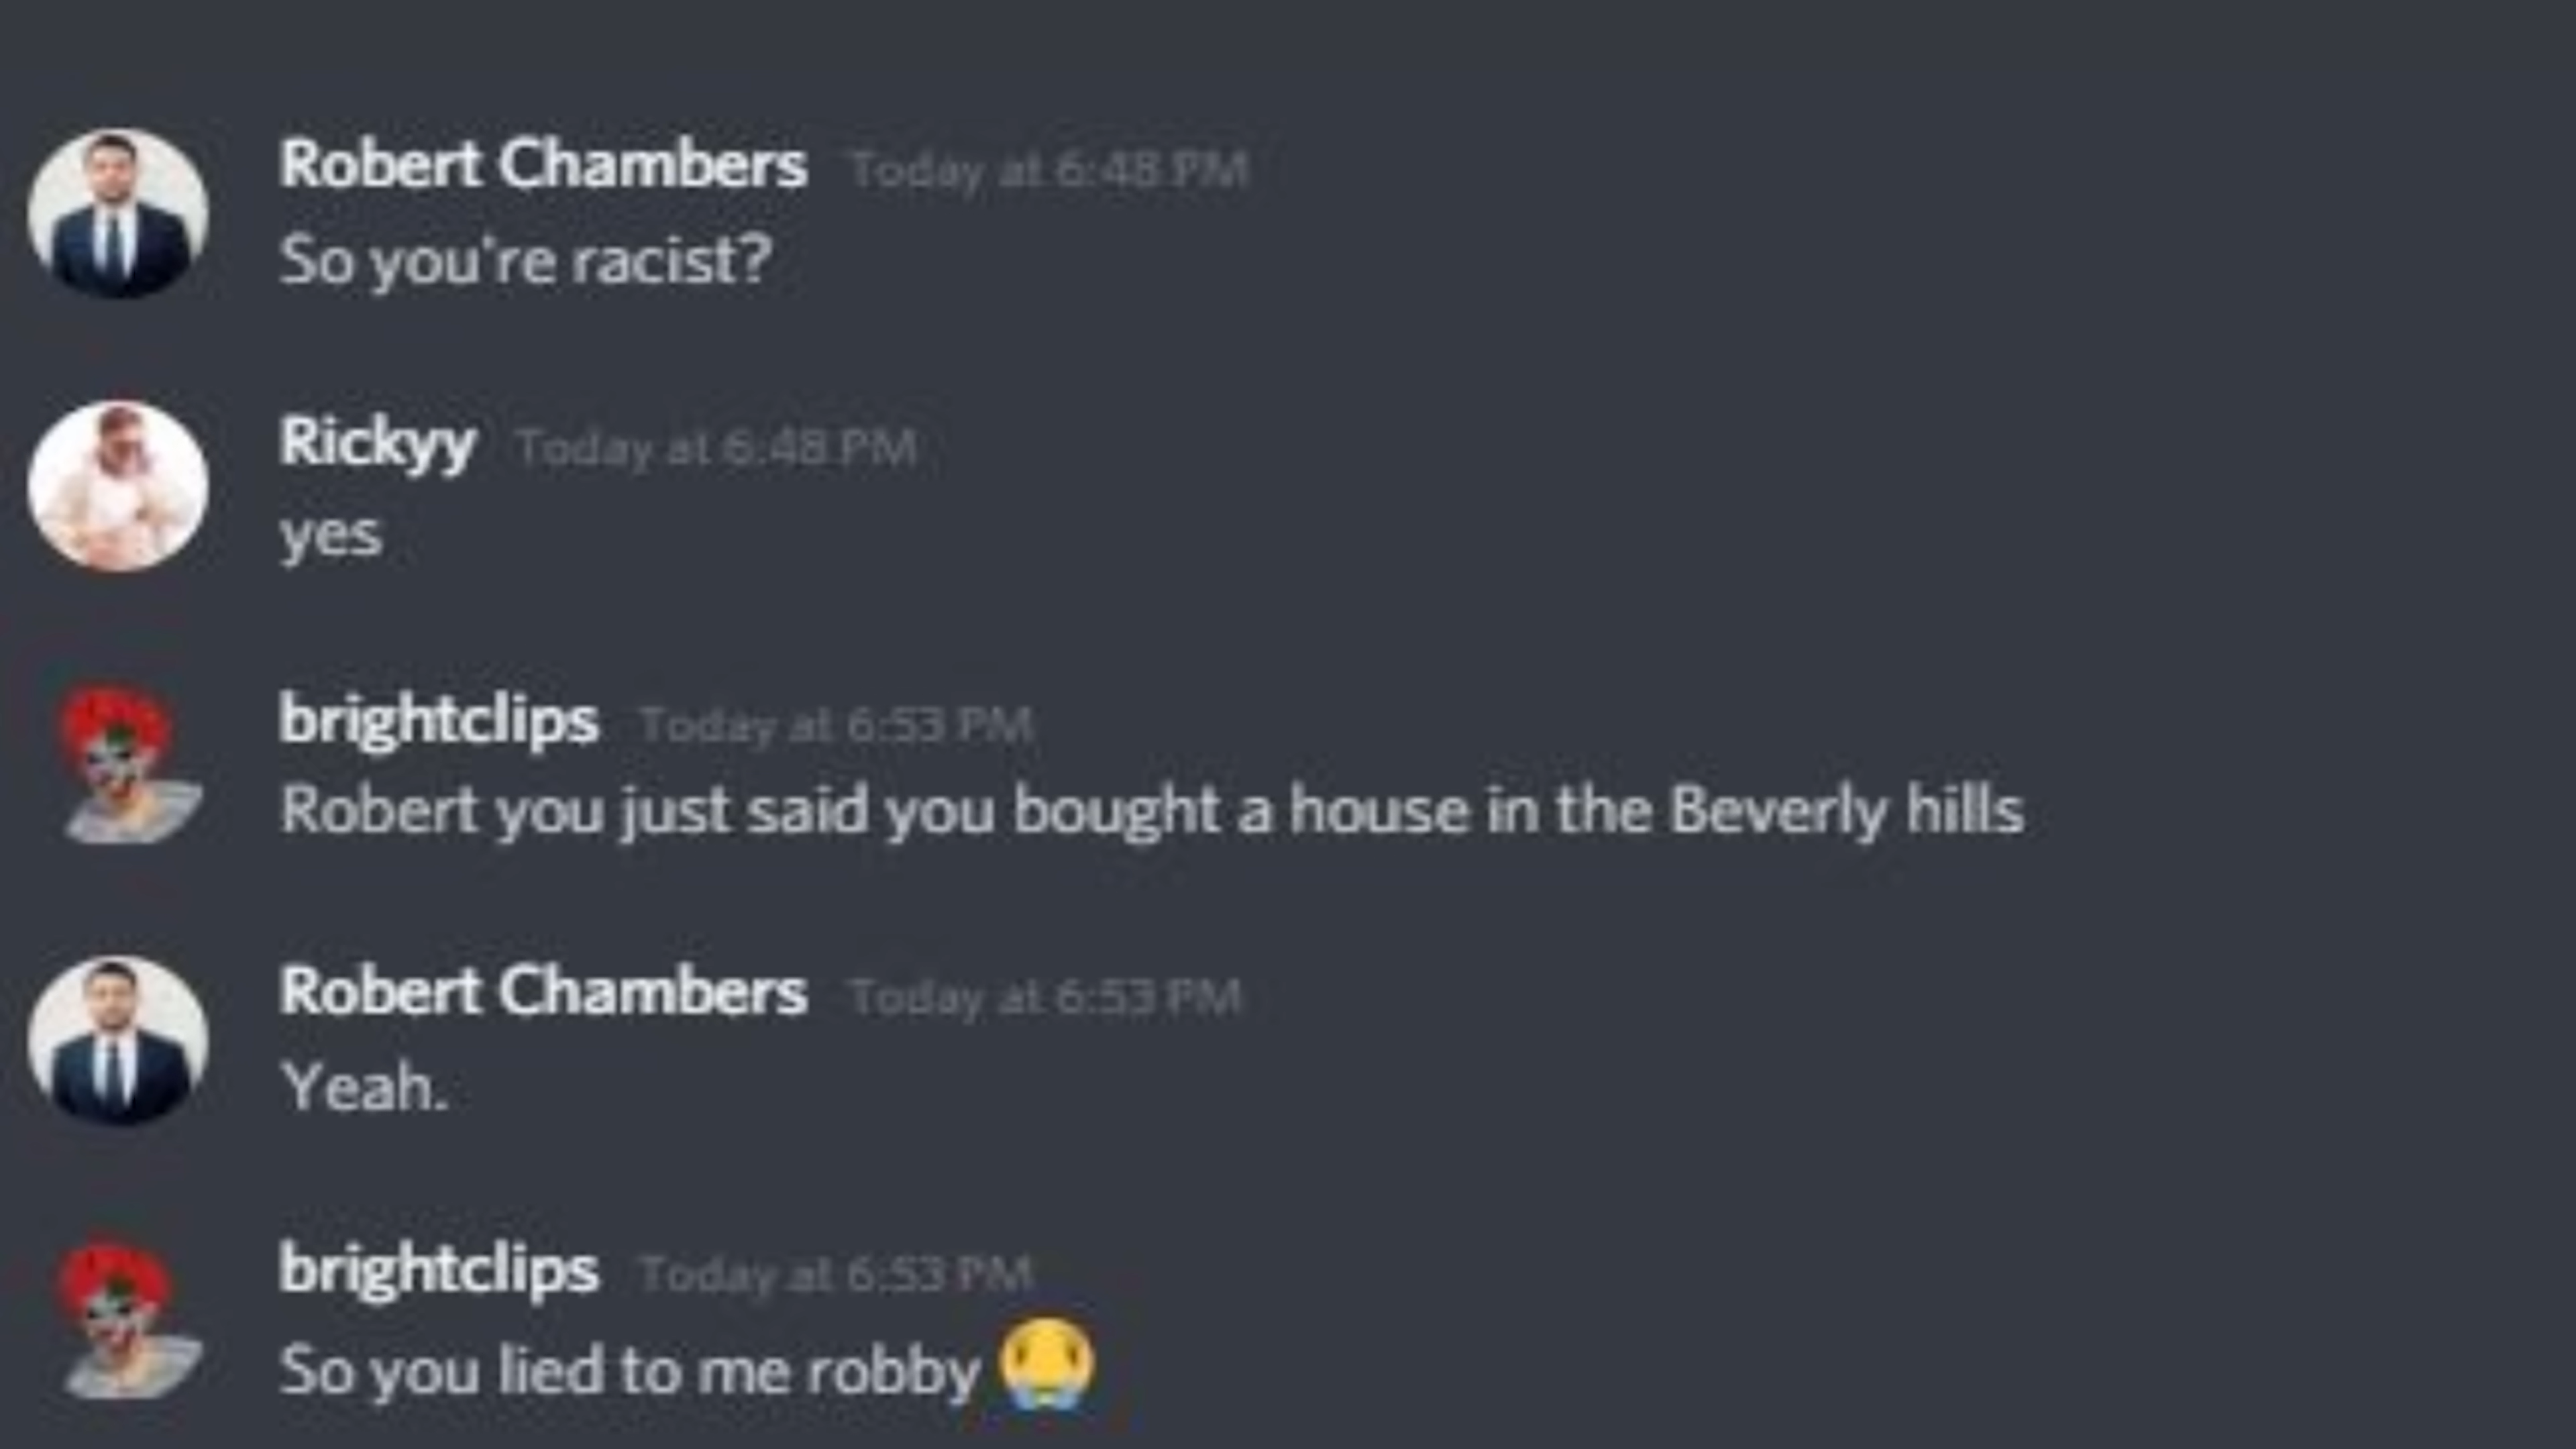 Robert Chambers Today at 6:48 PM
So you're racist?
Rickyy Today at 6:48 PM
yes
brightclips Today at 6:53 PM
Robert you just said you bought a house in the Beverly hills
Robert Chambers Today at 6:53 PM
Yeah.
brightclips Today at 6:53 PM
So you lied to me robby 😭